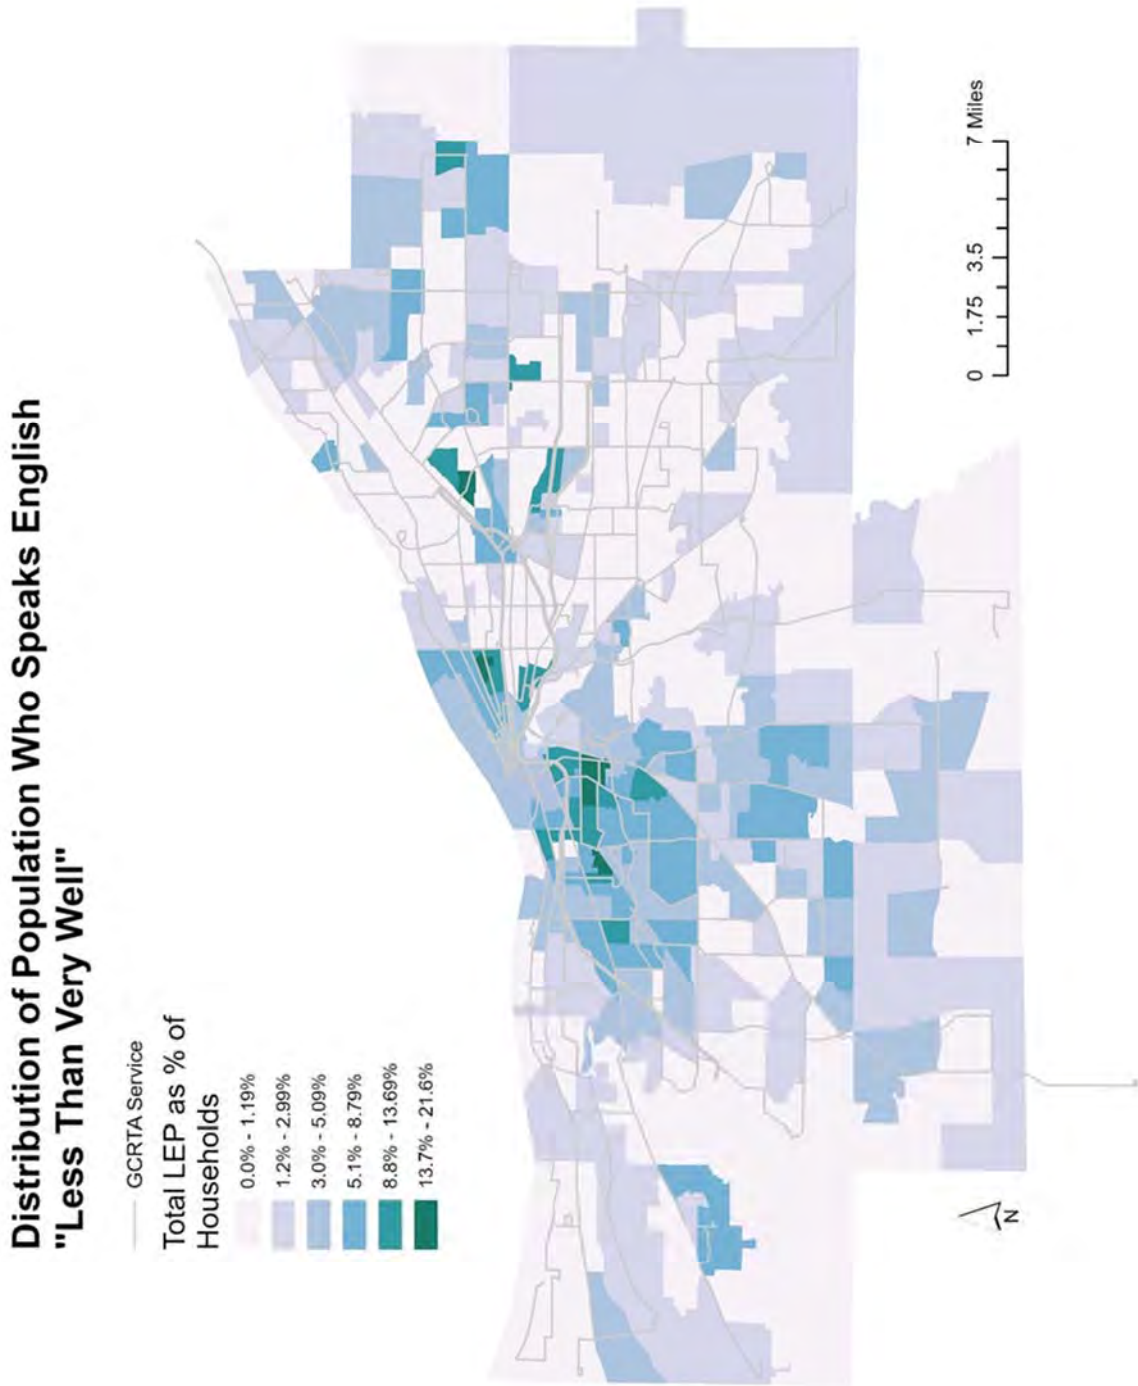 Distribution of Population Who Speaks English
"Less Than Very Well"
GCRTA Service
Total LEP as % of
Households
0.0% - 1.19%
1.2% - 2.99%
3.0% - 5.09%
5.1% - 8.79%
8.8% - 13.69%
13.7% - 21.6%
N
0 1.75 3.5 7 Miles